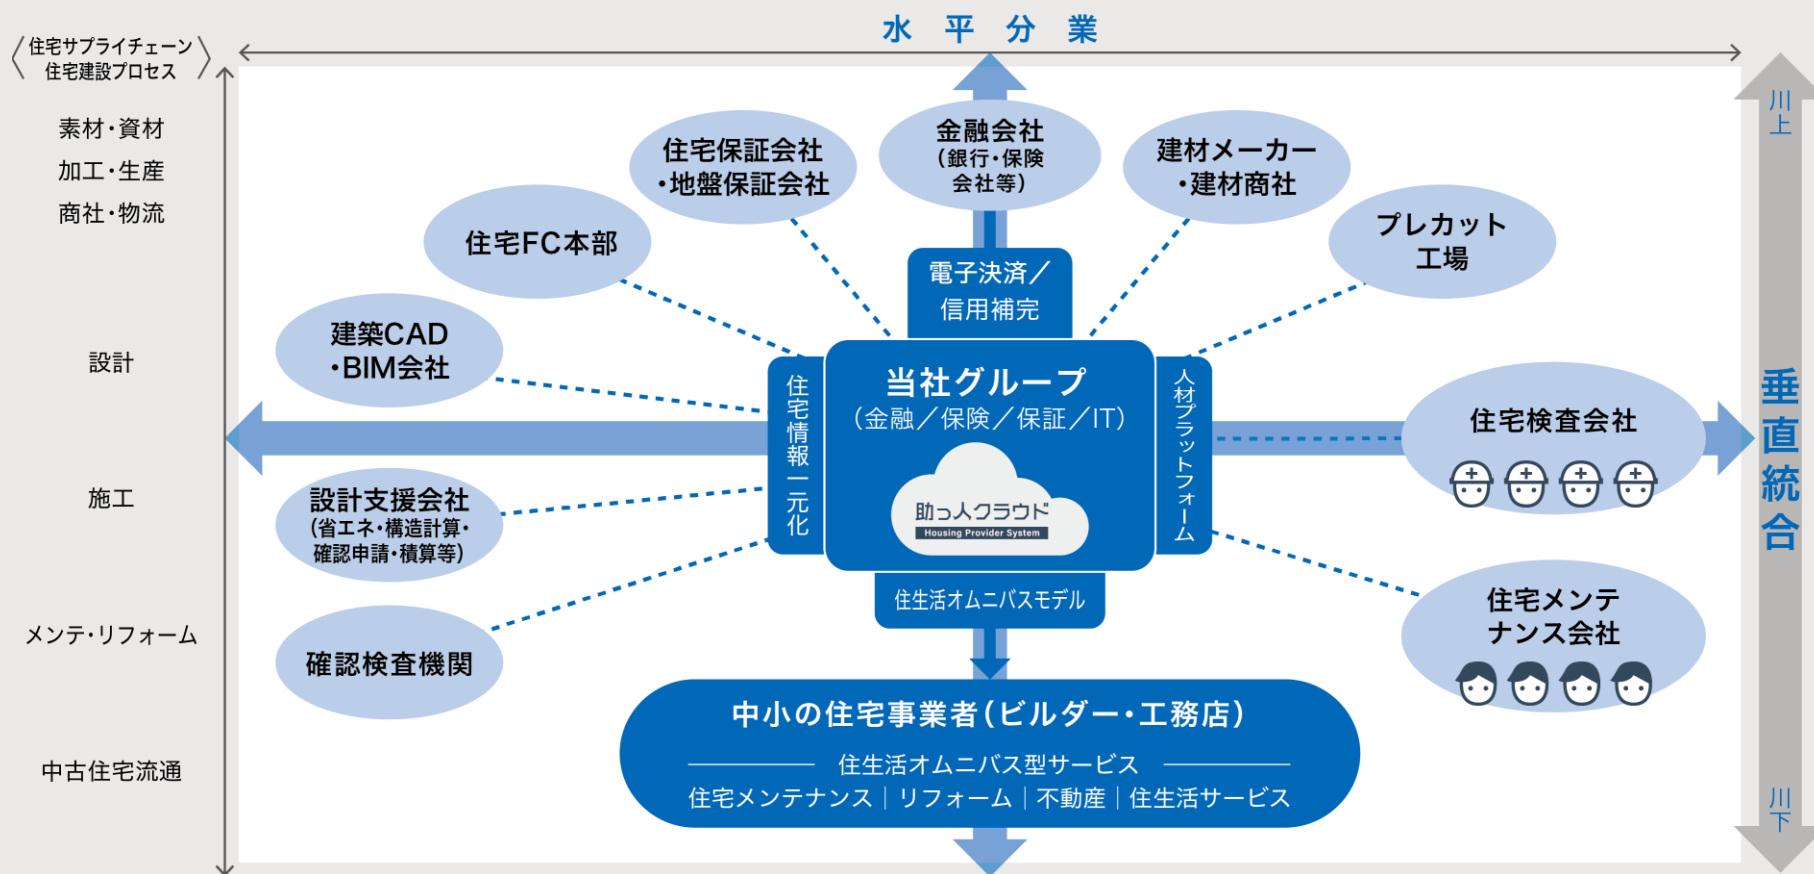 水平分業
〈住宅サプライチェーン
住宅建設プロセス〉
素材・資材
加工・生産
商社・物流
設計
施工
メンテ・リフォーム
中古住宅流通
川上
垂直統合
川下
金融会社
(銀行・保険
会社等)
住宅保証会社
・地盤保証会社
建材メーカー
・建材商社
住宅FC本部
プレカット
工場
建築CAD
・BIM会社
設計支援会社
(省エネ・構造計算・
確認申請・積算等)
確認検査機関
住宅検査会社
住宅メンテ
ナンス会社
電子決済／
信用補完
住宅情報一元化
当社グループ
(金融／保険／保証／IT)
助っ人クラウド
Housing Provider System
人材プラットフォーム
住生活オムニバスモデル
中小の住宅事業者(ビルダー・工務店)
住生活オムニバス型サービス
住宅メンテナンス｜リフォーム｜不動産｜住生活サービス